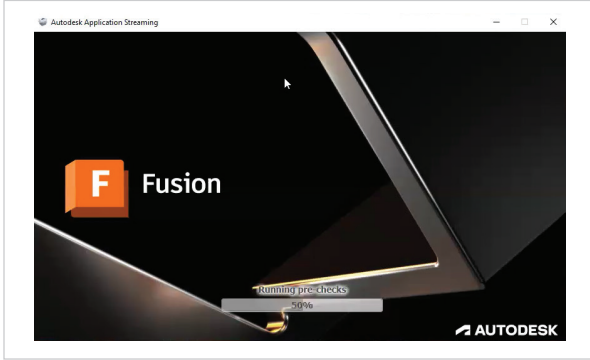 Autodesk Application Streaming
F Fusion
Running pre-checks
50%
AUTODESK